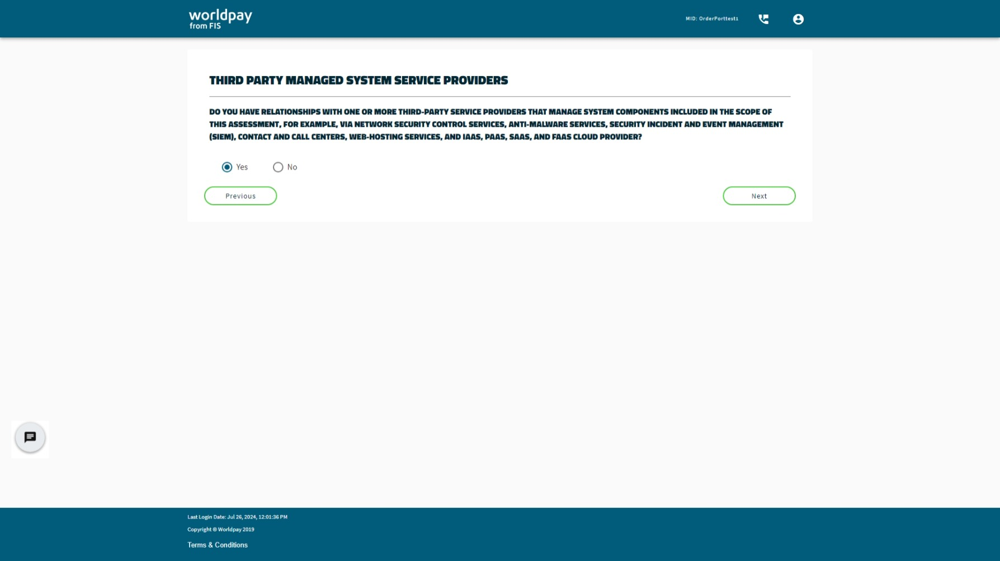 worldpay
from FIS
MID: OrderPorttest1
THIRD PARTY MANAGED SYSTEM SERVICE PROVIDERS
DO YOU HAVE RELATIONSHIPS WITH ONE OR MORE THIRD-PARTY SERVICE PROVIDERS THAT MANAGE SYSTEM COMPONENTS INCLUDED IN THE SCOPE OF
THIS ASSESSMENT, FOR EXAMPLE, VIA NETWORK SECURITY CONTROL SERVICES, ANTI-MALWARE SERVICES, SECURITY INCIDENT AND EVENT MANAGEMENT
(SIEM), CONTACT AND CALL CENTERS, WEB-HOSTING SERVICES, AND IAAS, PAAS, SAAS, AND FAAS CLOUD PROVIDER?
Yes No
Previous Next
Last Login Date: Jul 26, 2024, 12:01:36 PM
Copyright © Worldpay 2019
Terms & Conditions